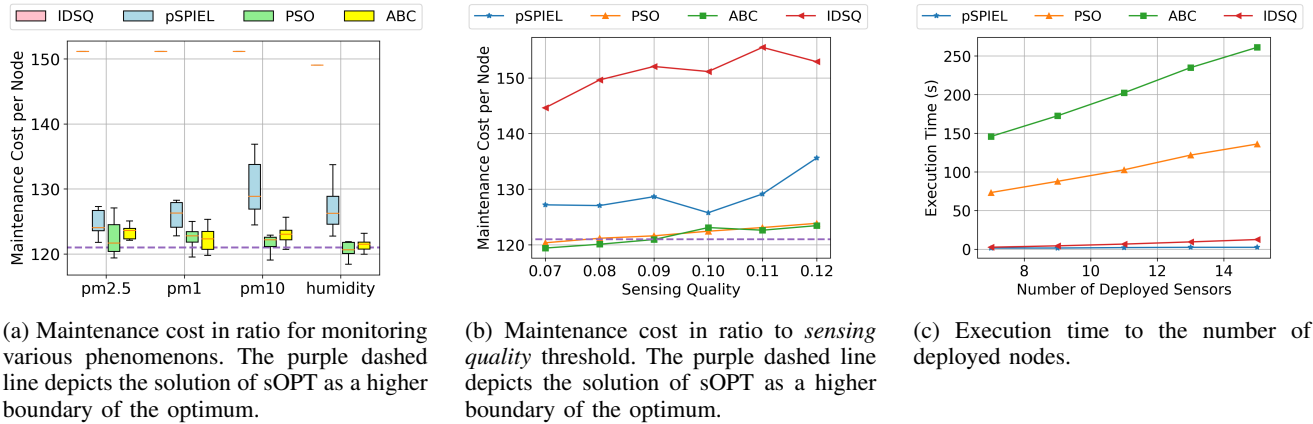 IDSQ pSPIEL PSO ABC
Maintenance Cost per Node
150
140
130
120
pm2.5 pm1 pm10 humidity
(a) Maintenance cost in ratio for monitoring
various phenomenons. The purple dashed
line depicts the solution of sOPT as a higher
boundary of the optimum.
pSPIEL PSO ABC IDSQ
Maintenance Cost per Node
150
140
130
120
0.07 0.08 0.09 0.10 0.11 0.12
Sensing Quality
(b) Maintenance cost in ratio to sensing
quality threshold. The purple dashed line
depicts the solution of sOPT as a higher
boundary of the optimum.
pSPIEL PSO ABC IDSQ
Execution Time (s)
250
200
150
100
50
0
8 10 12 14
Number of Deployed Sensors
(c) Execution time to the number of
deployed nodes.